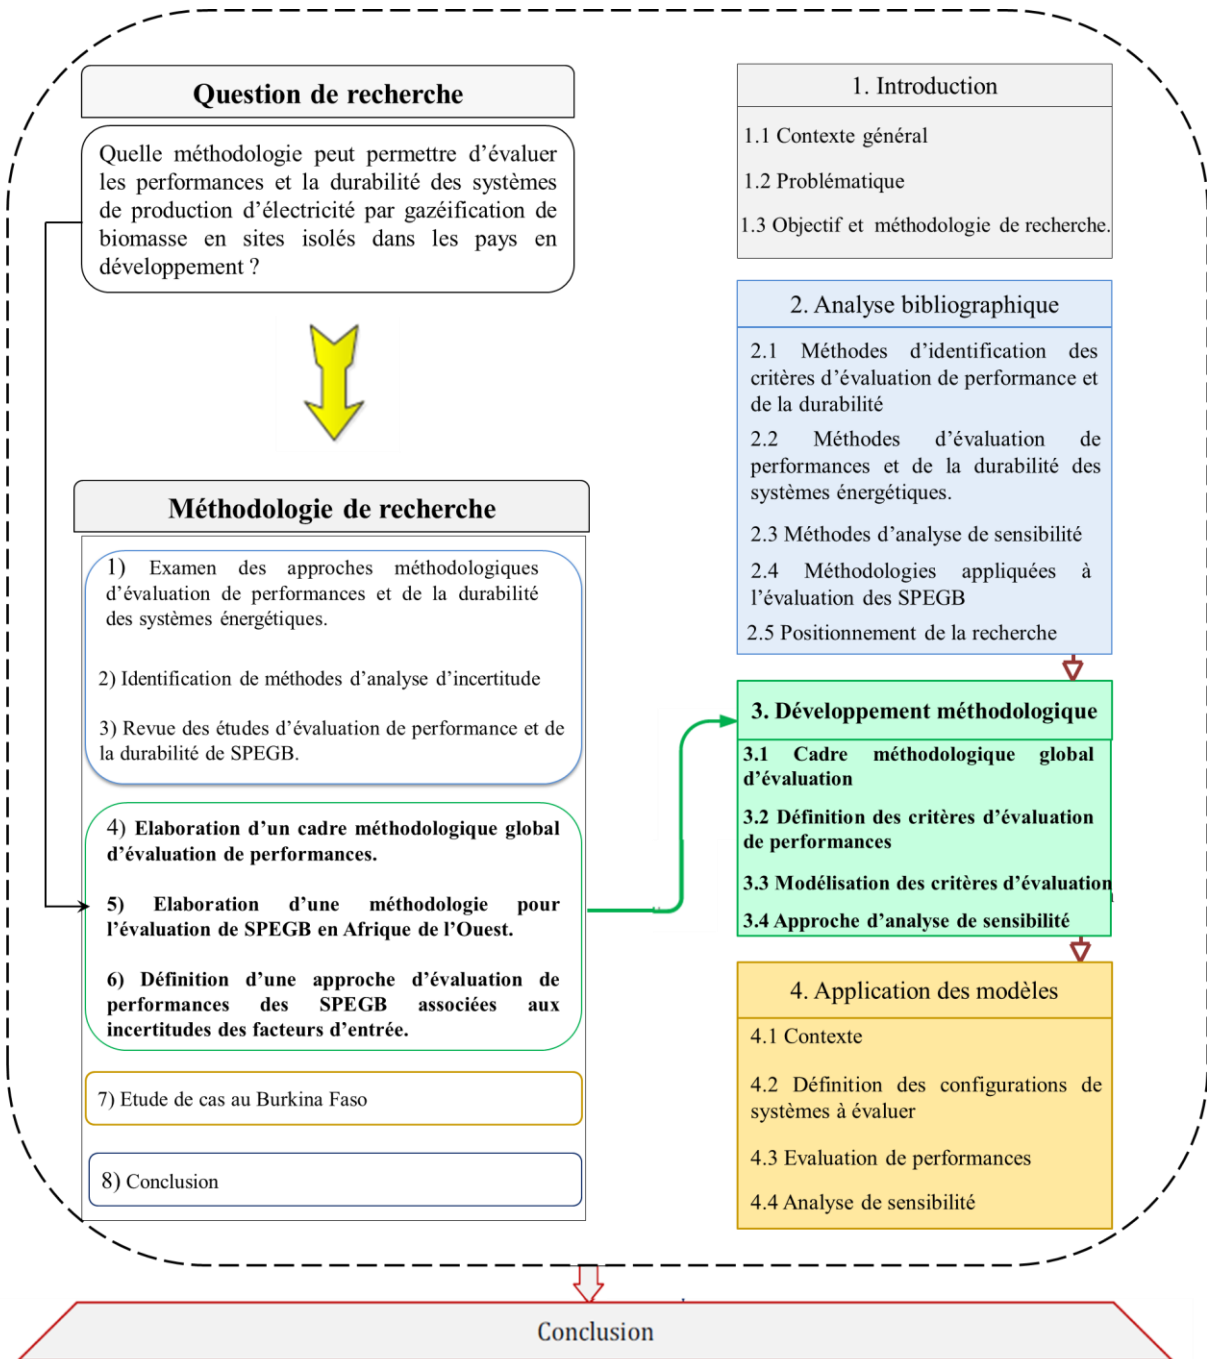 Question de recherche
Quelle méthodologie peut permettre d’évaluer
les performances et la durabilité des systèmes
de production d’électricité par gazéification de
biomasse en sites isolés dans les pays en
développement ?
Méthodologie de recherche
1) Examen des approches méthodologiques
d’évaluation de performances et de la durabilité
des systèmes énergétiques.
2) Identification de méthodes d’analyse d’incertitude
3) Revue des études d’évaluation de performance et de
la durabilité de SPEGB.
4) Elaboration d’un cadre méthodologique global
d’évaluation de performances.
5) Elaboration d’une méthodologie pour
l’évaluation de SPEGB en Afrique de l’Ouest.
6) Définition d’une approche d’évaluation de
performances des SPEGB associées aux
incertitudes des facteurs d’entrée.
7) Etude de cas au Burkina Faso
8) Conclusion
1. Introduction
1.1 Contexte général
1.2 Problématique
1.3 Objectif et méthodologie de recherche.
2. Analyse bibliographique
2.1 Méthodes d’identification des
critères d’évaluation de performance et
de la durabilité
2.2 Méthodes d’évaluation de
performances et de la durabilité des
systèmes énergétiques.
2.3 Méthodes d’analyse de sensibilité
2.4 Méthodologies appliquées à
l’évaluation des SPEGB
2.5 Positionnement de la recherche
3. Développement méthodologique
3.1 Cadre méthodologique global
d’évaluation
3.2 Définition des critères d’évaluation
de performances
3.3 Modélisation des critères d’évaluation
3.4 Approche d’analyse de sensibilité
4. Application des modèles
4.1 Contexte
4.2 Définition des configurations de
systèmes à évaluer
4.3 Evaluation de performances
4.4 Analyse de sensibilité
Conclusion